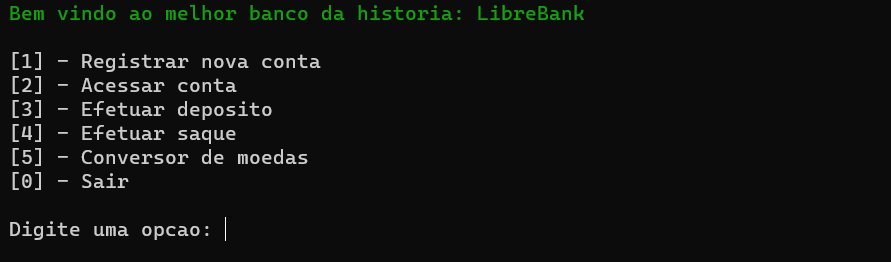 Bem vindo ao melhor banco da historia: LibreBank
[1] - Registrar nova conta
[2] - Acessar conta
[3] - Efetuar deposito
[4] - Efetuar saque
[5] - Conversor de moedas
[0] - Sair
Digite uma opcao: